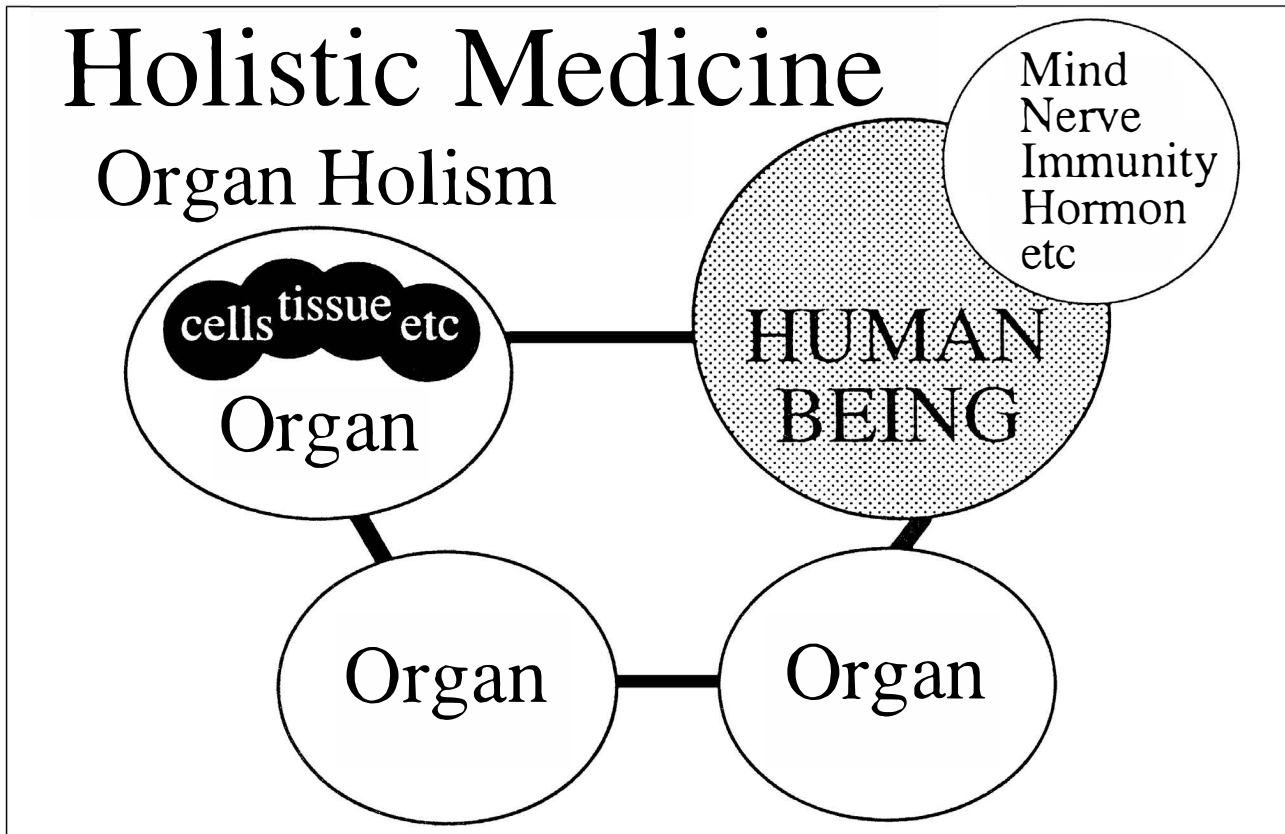 Holistic Medicine
Organ Holism
Mind
Nerve
Immunity
Hormon
etc
cells tissue etc
Organ
HUMAN
BEING
Organ
Organ